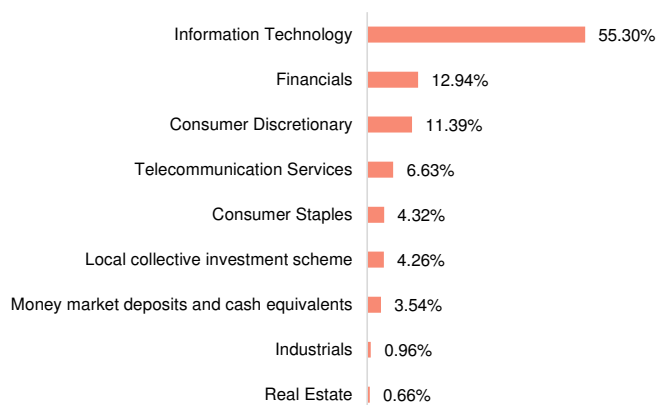 Information Technology 55.30%
Financials 12.94%
Consumer Discretionary 11.39%
Telecommunication Services 6.63%
Consumer Staples 4.32%
Local collective investment scheme 4.26%
Money market deposits and cash equivalents 3.54%
Industrials 0.96%
Real Estate 0.66%